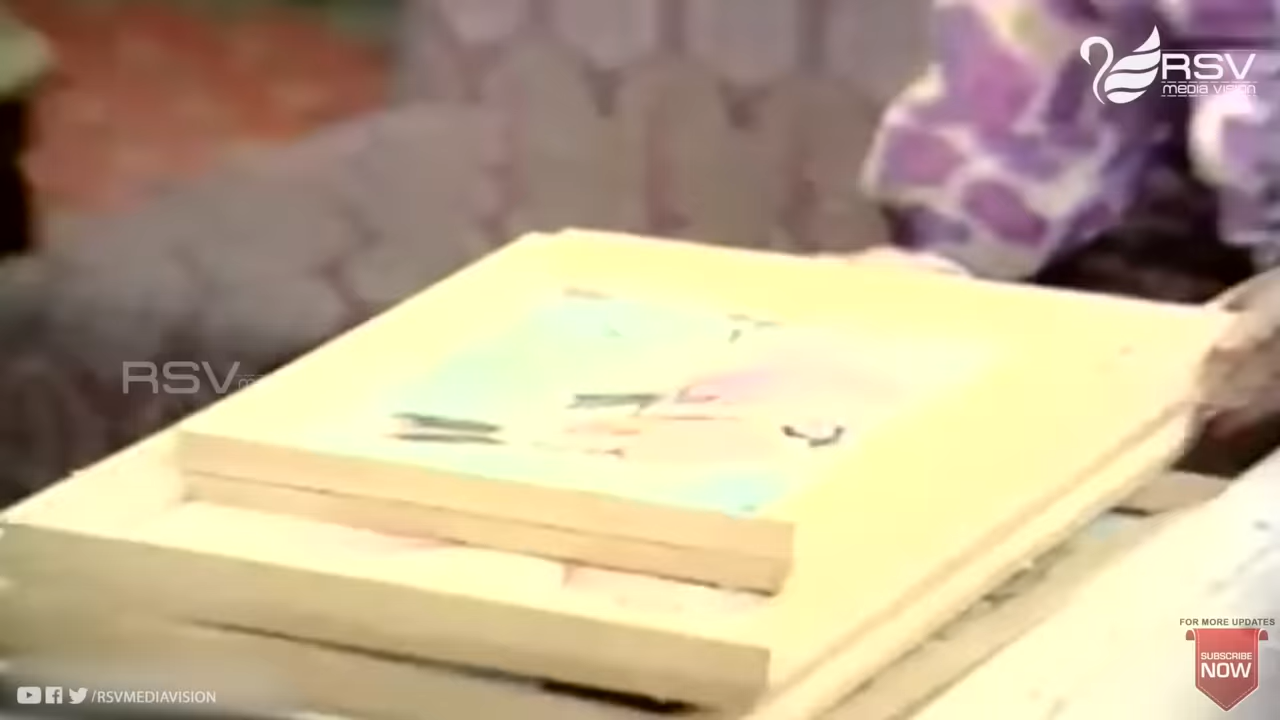 RSV
media vision
RSV
FOR MORE UPDATES
SUBSCRIBE
NOW
/RSVMEDIAVISION